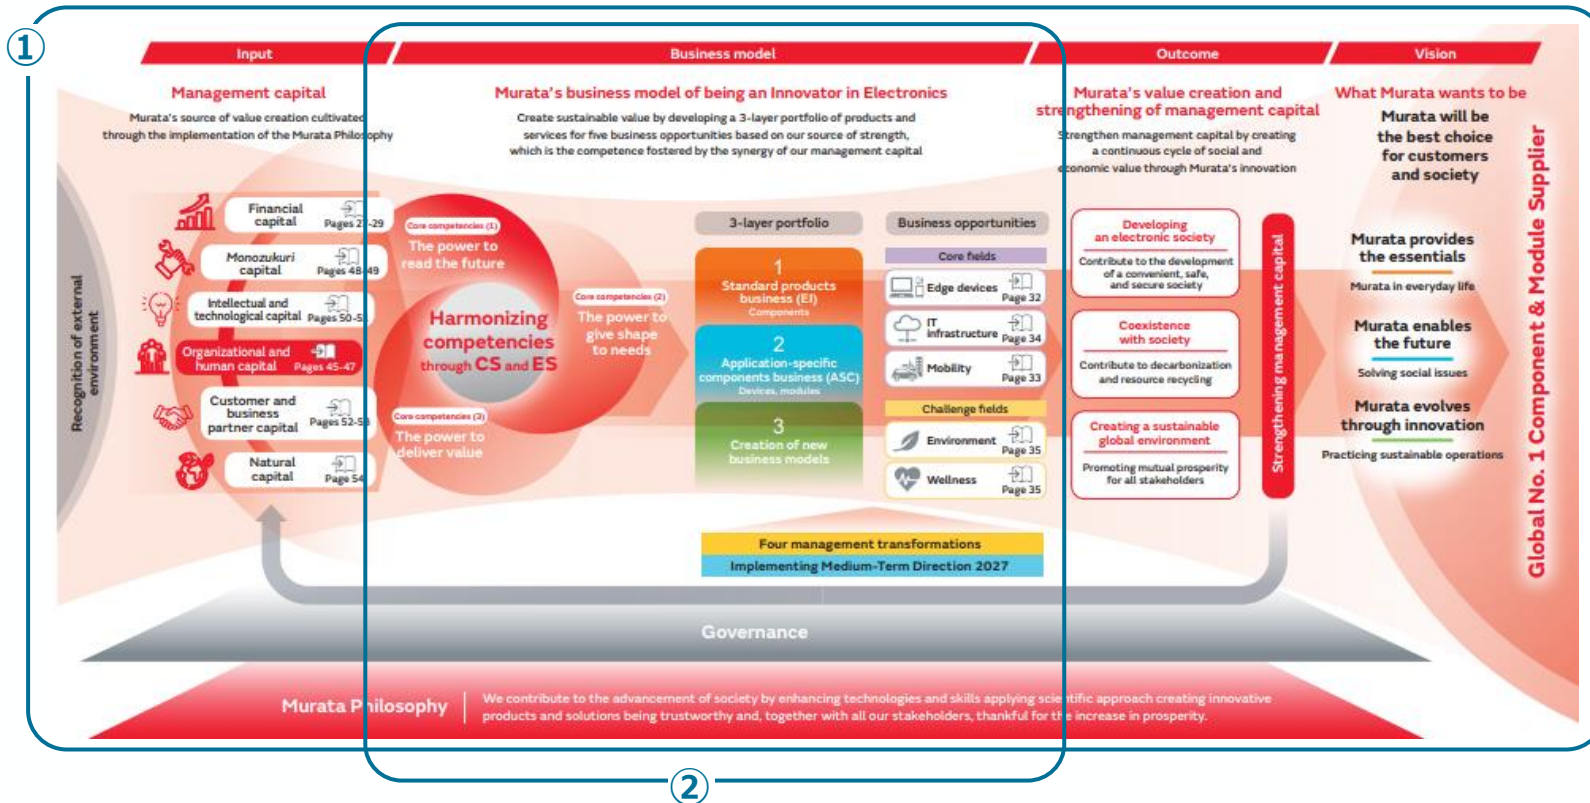 ①
Input
Business model
Outcome
Vision
Management capital
Murata's source of value creation cultivated
through the implementation of the Murata Philosophy
Murata's business model of being an Innovator in Electronics
Create sustainable value by developing a 3-layer portfolio of products and
services for five business opportunities based on our source of strength,
which is the competence fostered by the synergy of our management capital
Murata's value creation and
strengthening of management capital
Strengthen management capital by creating
a continuous cycle of social and
economic value through Murata's innovation
What Murata wants to be
Murata will be
the best choice
for customers
and society
Recognition of external
environment
Financial
capital
Pages 27-29
Monozukuri
capital
Pages 48-49
Intellectual and
technological capital
Pages 50-51
Organizational and
human capital
Pages 45-47
Customer and
business
partner capital
Pages 52-53
Natural
capital
Page 54
Core competencies (1)
The power to
read the future
Harmonizing
competencies
through CS and ES
Core competencies (2)
The power to
give shape
to needs
Core competencies (3)
The power to
deliver value
3-layer portfolio
1
Standard products
business (EI)
Components
2
Application-specific
components business (ASC)
Devices, modules
3
Creation of new
business models
Business opportunities
Core fields
Edge devices
Page 32
IT
infrastructure
Page 34
Mobility
Page 33
Challenge fields
Environment
Page 35
Wellness
Page 35
Four management transformations
Implementing Medium-Term Direction 2027
Developing
an electronic society
Contribute to the development
of a convenient, safe,
and secure society
Coexistence
with society
Contribute to decarbonization
and resource recycling
Creating a sustainable
global environment
Promoting mutual prosperity
for all stakeholders
Strengthening management capital
Murata provides
the essentials
Murata in everyday life
Murata enables
the future
Solving social issues
Murata evolves
through innovation
Practicing sustainable operations
Global No. 1 Component & Module Supplier
Governance
Murata Philosophy
We contribute to the advancement of society by enhancing technologies and skills applying scientific approach creating innovative
products and solutions being trustworthy and, together with all our stakeholders, thankful for the increase in prosperity.
②